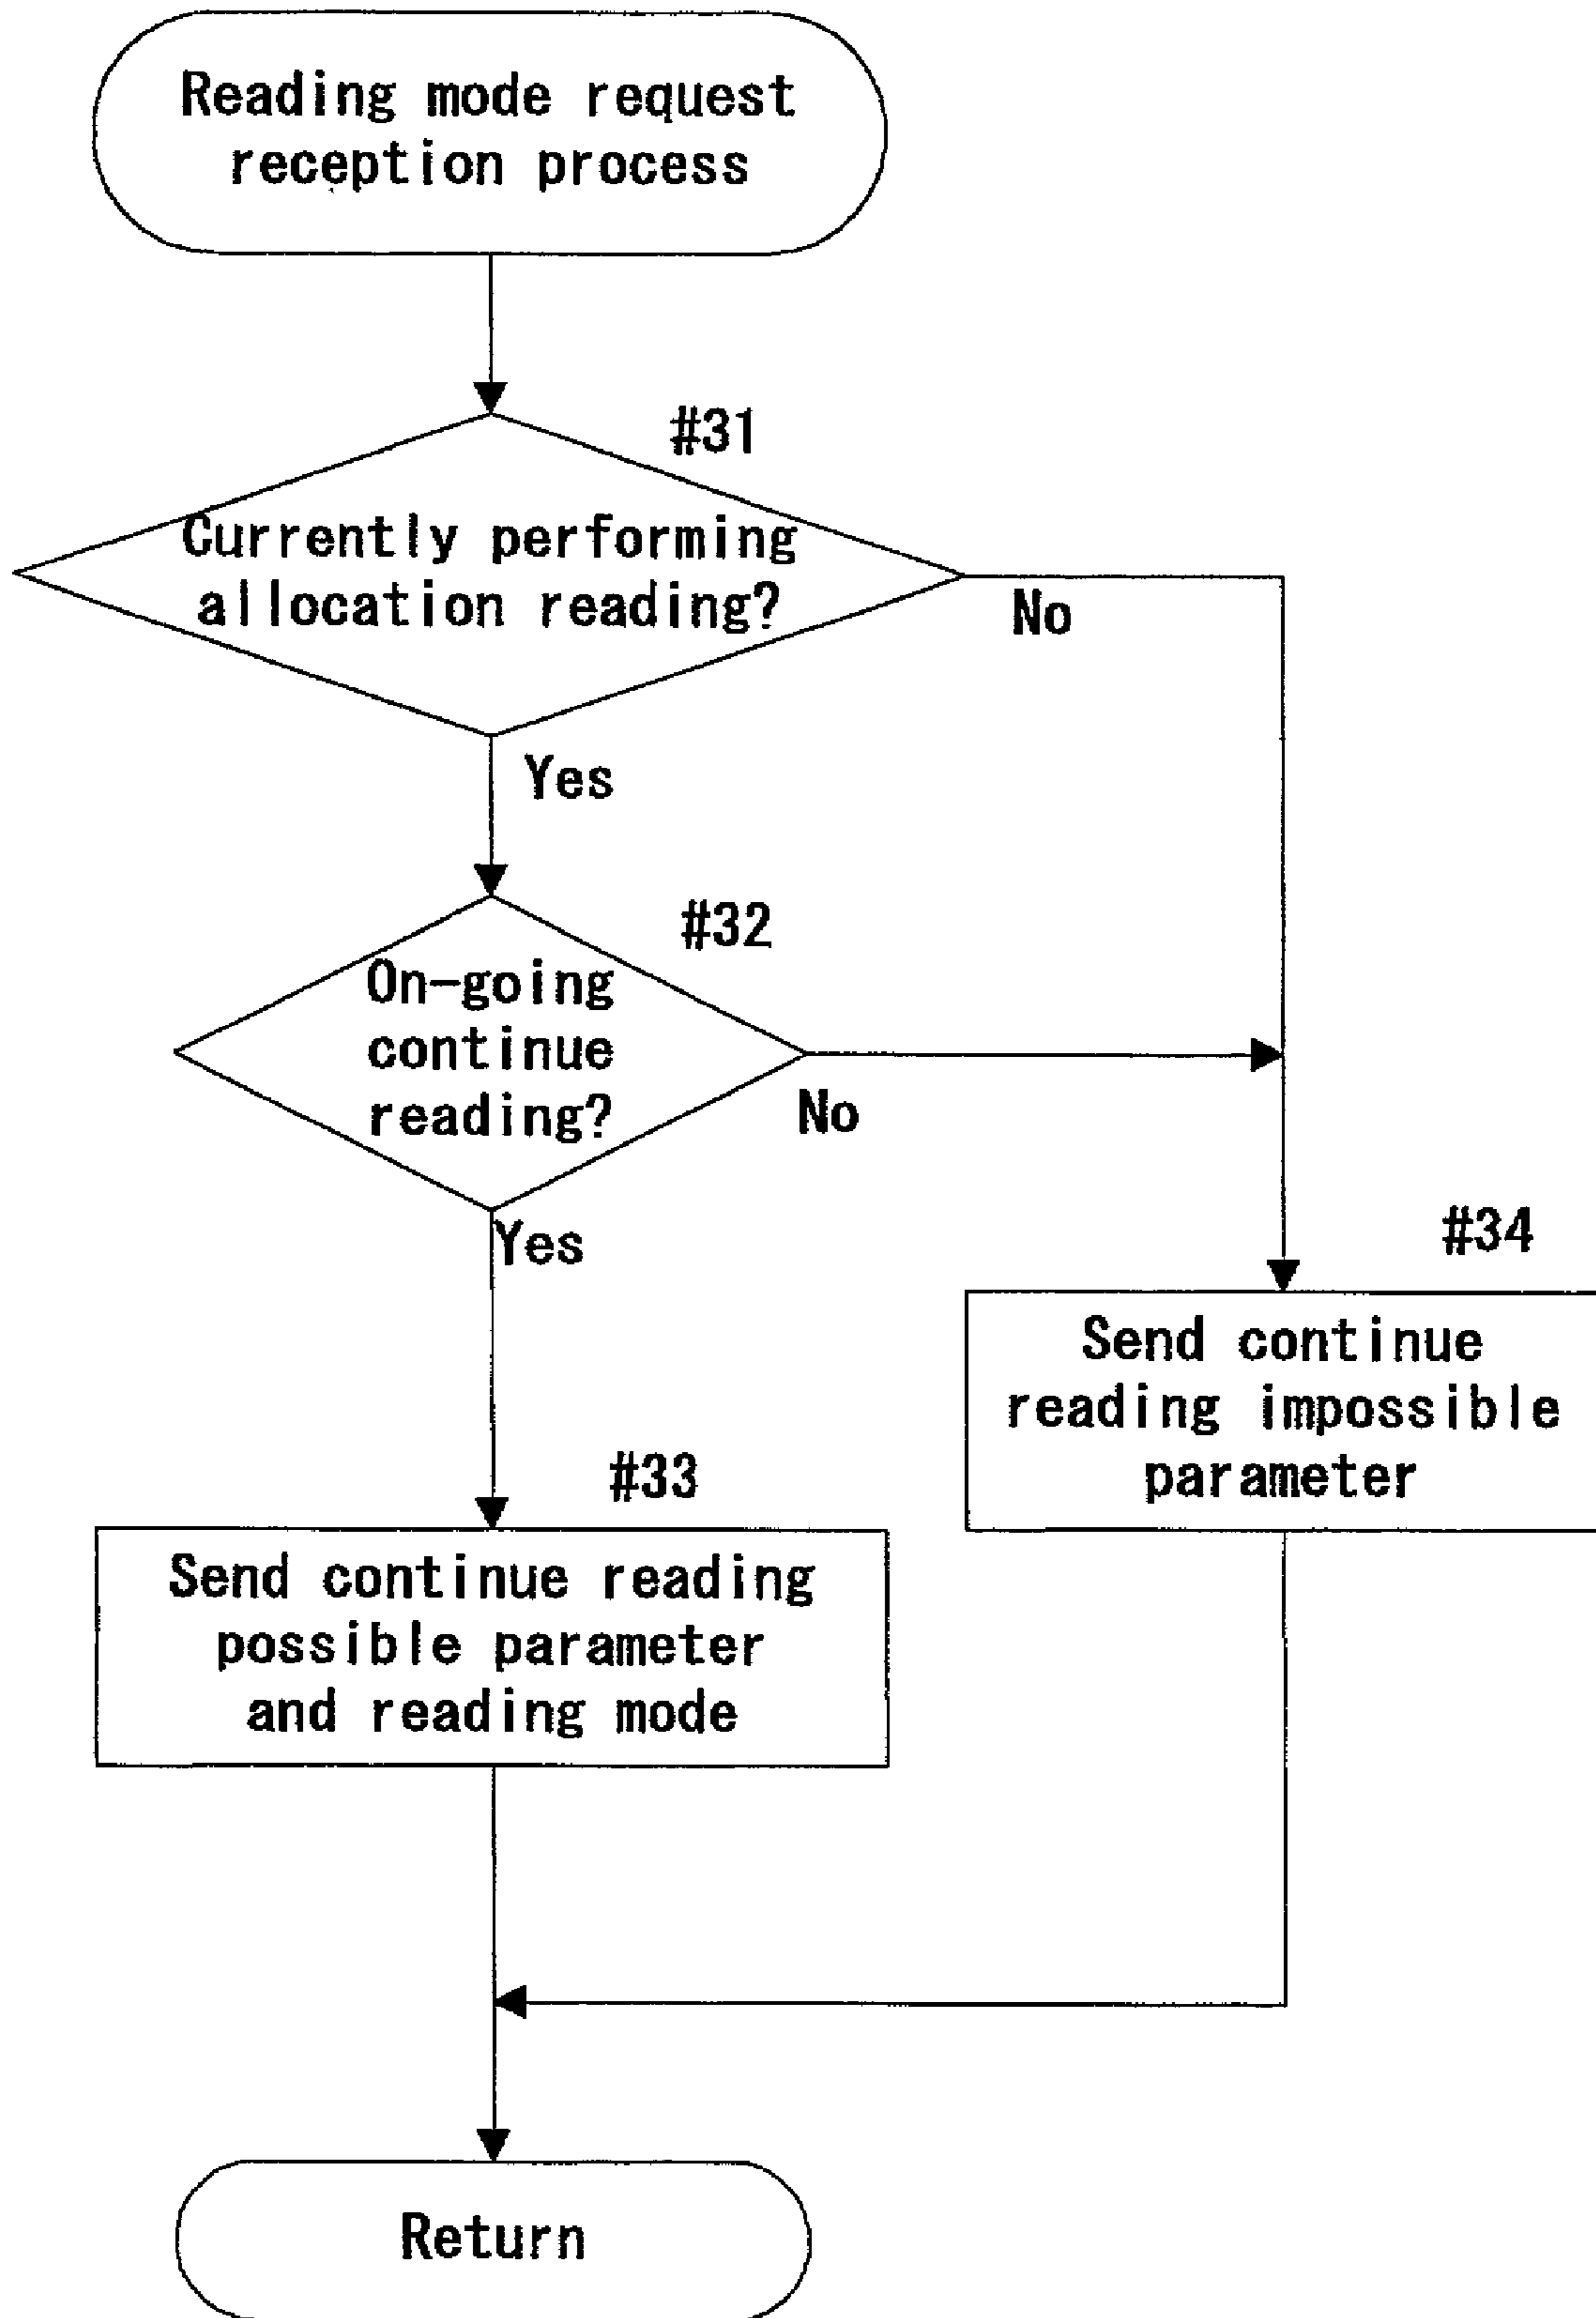 Reading mode request
reception process
#31
Currently performing
allocation reading?
No
Yes
#32
On-going
continue
reading?
No
Yes
#34
Send continue
reading impossible
parameter
#33
Send continue reading
possible parameter
and reading mode
Return